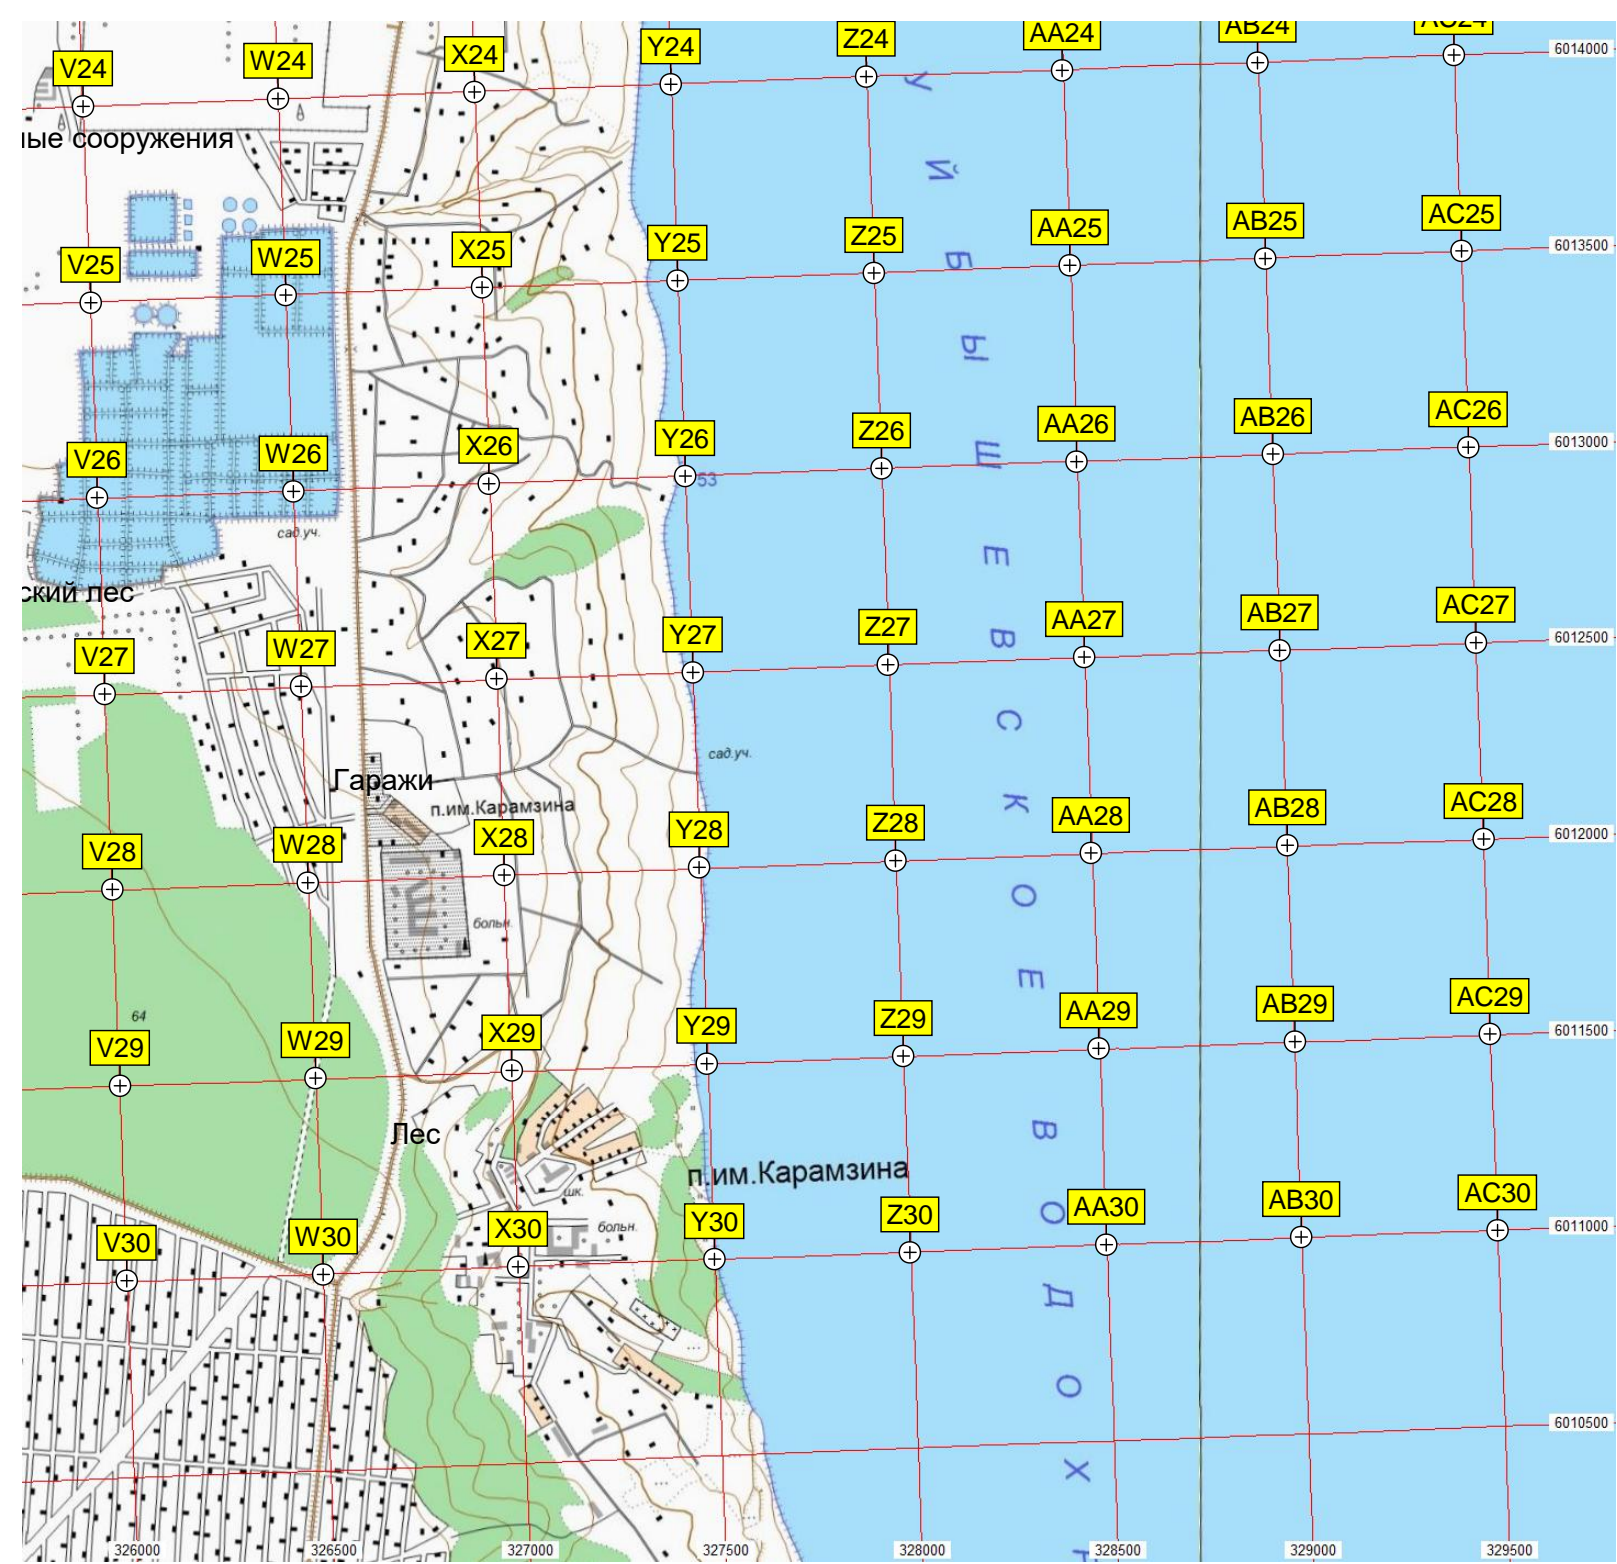 V24 W24 X24 Y24 Z24 AA24 AB24 AC24
6014000
ные сооружения
V25 W25 X25 Y25 Z25 AA25 AB25 AC25
6013500
V26 W26 X26 Y26 Z26 AA26 AB26 AC26
6013000
53
сад.уч.
ский лес
V27 W27 X27 Y27 Z27 AA27 AB27 AC27
6012500
сад.уч.
Гаражи
п.им.Карамзина
V28 W28 X28 Y28 Z28 AA28 AB28 AC28
6012000
больн.
64
V29 W29 X29 Y29 Z29 AA29 AB29 AC29
6011500
Лес
п.им.Карамзина
шк.
больн.
V30 W30 X30 Y30 Z30 AA30 AB30 AC30
6011000
6010500
У Й Б Ы Ш Е В С К О Е В О Д О Х
326000 326500 327000 327500 328000 328500 329000 329500